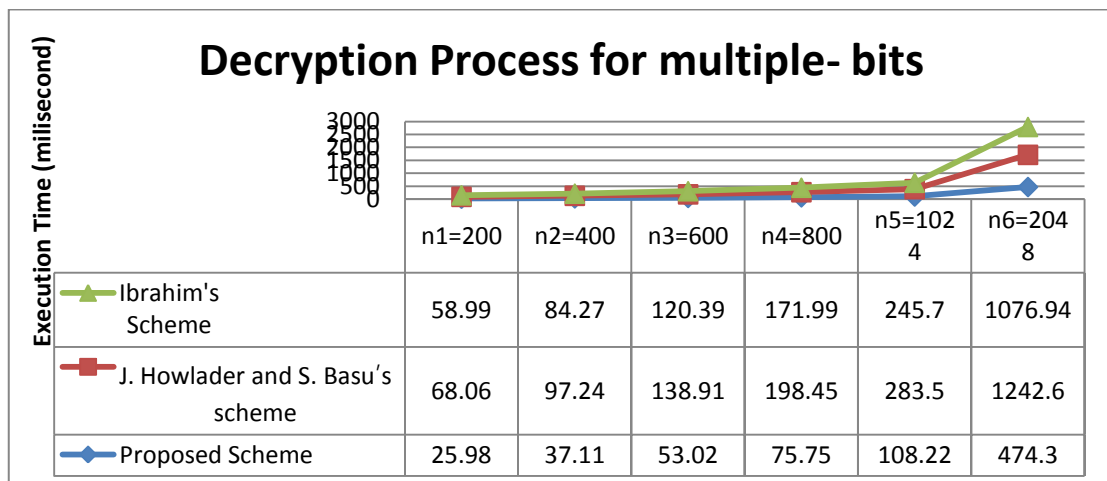 Decryption Process for multiple- bits
Execution Time (milisecond)
3000
2500
2000
1500
1000
500
0
n1=200 n2=400 n3=600 n4=800 n5=102 n6=204
4 8
Ibrahim's
Scheme
58.99 84.27 120.39 171.99 245.7 1076.94
J. Howlader and S. Basu′s
scheme
68.06 97.24 138.91 198.45 283.5 1242.6
Proposed Scheme 25.98 37.11 53.02 75.75 108.22 474.3